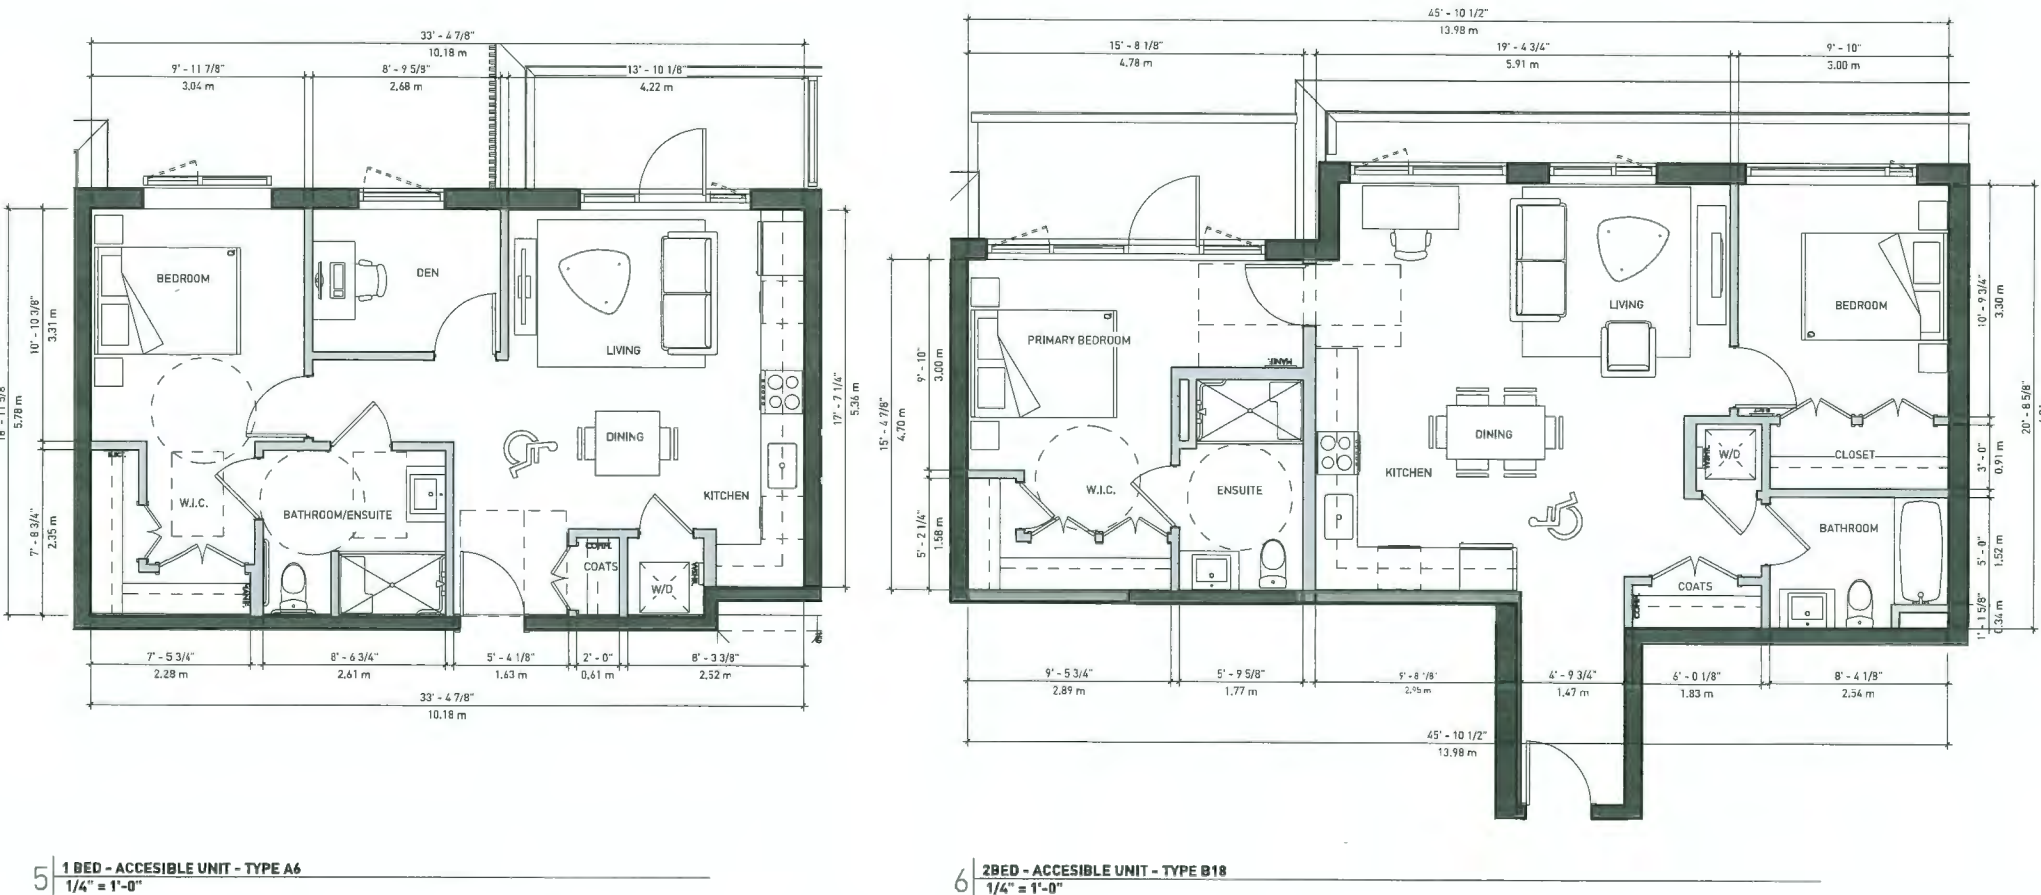 33' - 4 7/8"
10.18 m
9' - 11 7/8"
3.04 m
8' - 9 5/8"
2.68 m
13' - 10 1/8"
4.22 m
10' - 10 3/8"
3.31 m
5.78 m
7' - 8 3/4"
2.35 m
17' - 7 1/4"
5.36 m
BEDROOM
DEN
LIVING
DINING
KITCHEN
W.I.C.
BATHROOM/ENSUITE
COATS
W/D
7' - 5 3/4"
2.28 m
8' - 6 3/4"
2.61 m
5' - 4 1/8"
1.63 m
2' - 0"
0.61 m
8' - 3 3/8"
2.52 m
33' - 4 7/8"
10.18 m
5
1 BED - ACCESIBLE UNIT - TYPE A6
1/4" = 1'-0"
45' - 10 1/2"
13.98 m
15' - 8 1/8"
4.78 m
19' - 4 3/4"
5.91 m
9' - 10"
3.00 m
15' - 4 7/8"
4.70 m
9' - 10"
3.00 m
5' - 2 1/4"
1.58 m
10' - 9 3/4"
3.30 m
3' - 0"
0.91 m
5' - 0"
1.52 m
1' - 1 5/8"
0.34 m
20' - 8 5/8"
PRIMARY BEDROOM
LIVING
BEDROOM
DINING
KITCHEN
W/D
CLOSET
W.I.C.
ENSUITE
BATHROOM
COATS
P
9' - 5 3/4"
2.89 m
5' - 9 5/8"
1.77 m
9' - 8 1/8"
2.95 m
4' - 9 3/4"
1.47 m
6' - 0 1/8"
1.83 m
8' - 4 1/8"
2.54 m
45' - 10 1/2"
13.98 m
6
2BED - ACCESIBLE UNIT - TYPE B18
1/4" = 1'-0"